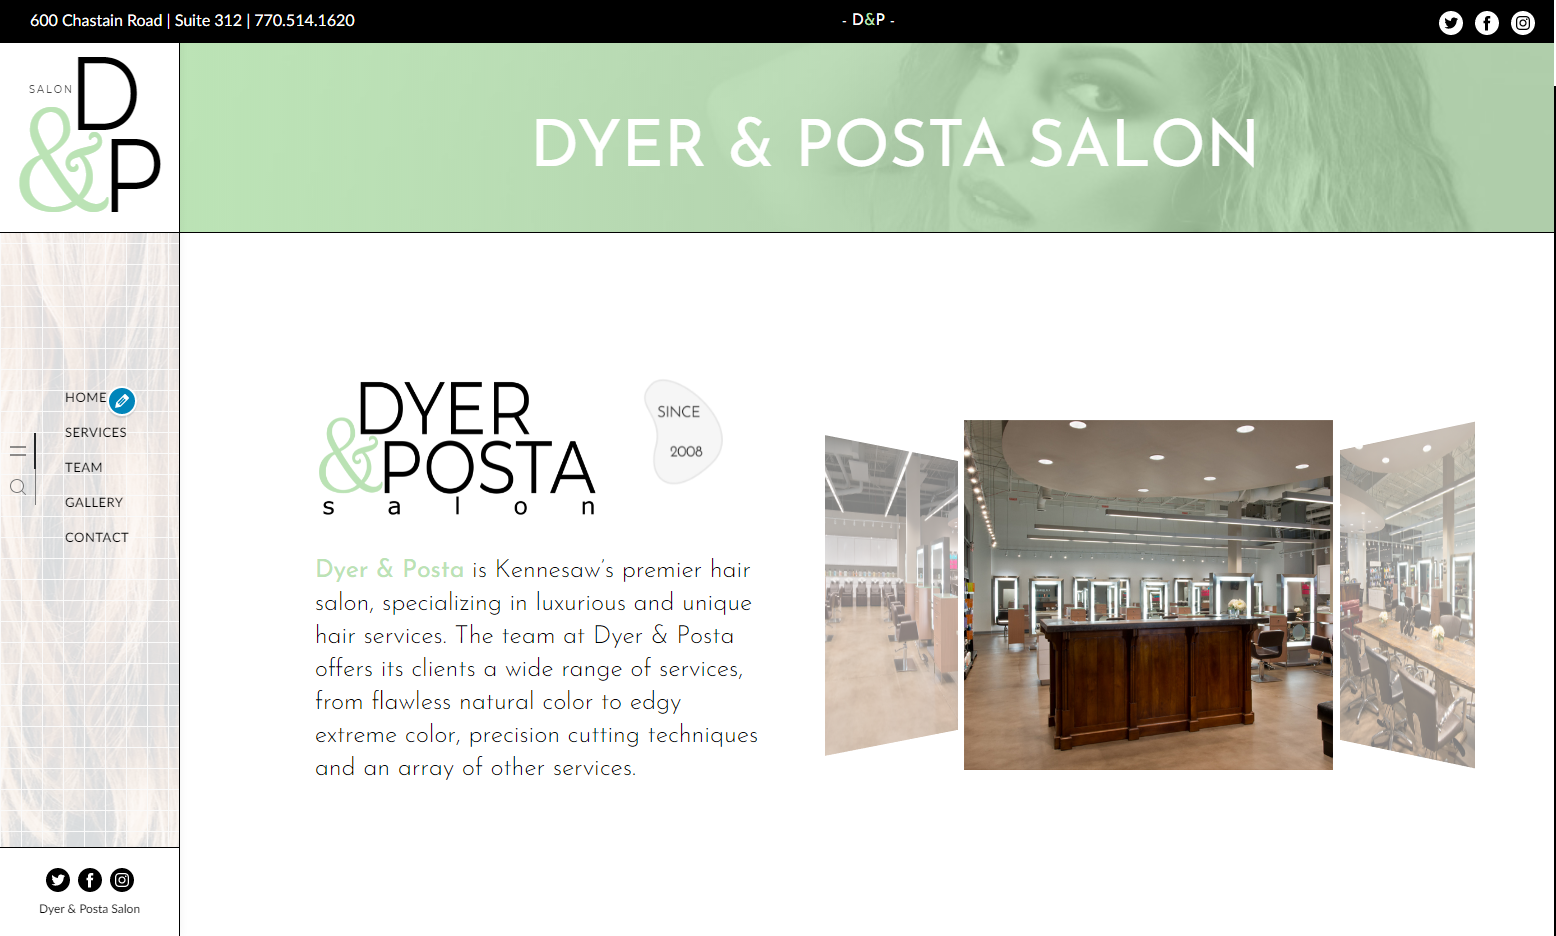 600 Chastain Road | Suite 312 | 770.514.1620
- D&P -
SALON
D
&P
DYER & POSTA SALON
HOME
SERVICES
TEAM
GALLERY
CONTACT
DYER
&POSTA
salon
SINCE
2008
Dyer & Posta is Kennesaw's premier hair
salon, specializing in luxurious and unique
hair services. The team at Dyer & Posta
offers its clients a wide range of services,
from flawless natural color to edgy
extreme color, precision cutting techniques
and an array of other services.
Dyer & Posta Salon